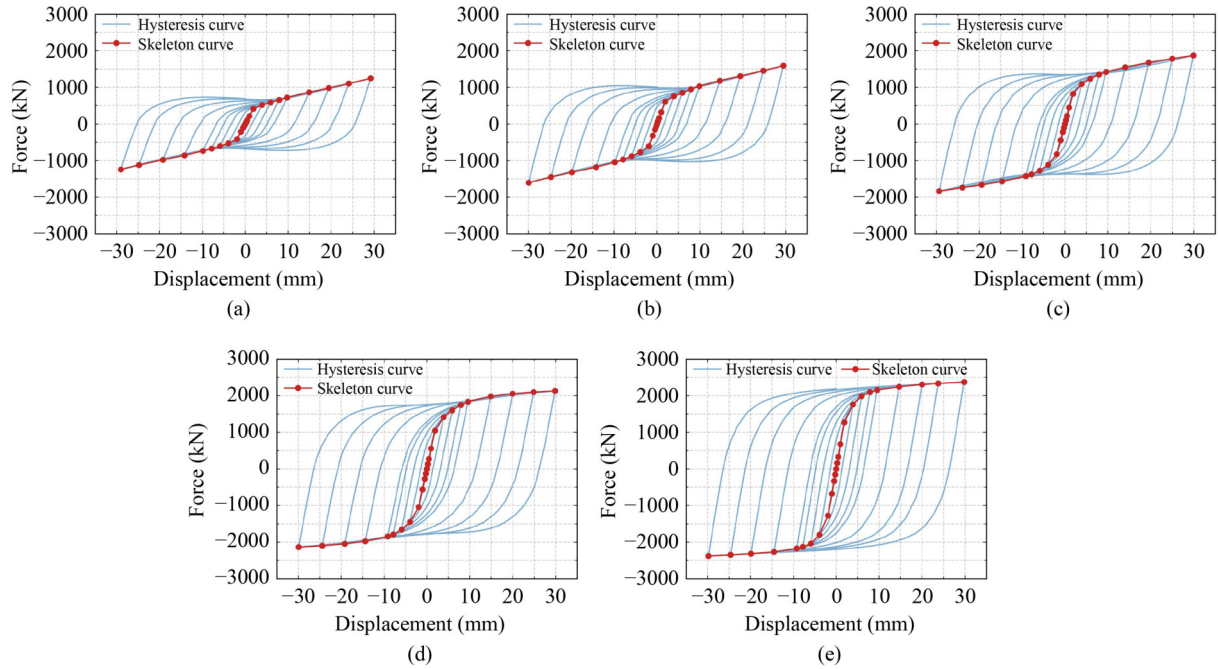 Hysteresis curve
Skeleton curve
Force (kN)
3000
2000
1000
0
−1000
−2000
−3000
−30 −20 −10 0 10 20 30
Displacement (mm)
(a)
Hysteresis curve
Skeleton curve
Force (kN)
3000
2000
1000
0
−1000
−2000
−3000
−30 −20 −10 0 10 20 30
Displacement (mm)
(b)
Hysteresis curve
Skeleton curve
Force (kN)
3000
2000
1000
0
−1000
−2000
−3000
−30 −20 −10 0 10 20 30
Displacement (mm)
(c)
Hysteresis curve
Skeleton curve
Force (kN)
3000
2000
1000
0
−1000
−2000
−3000
−30 −20 −10 0 10 20 30
Displacement (mm)
(d)
Hysteresis curve Skeleton curve
Force (kN)
3000
2000
1000
0
−1000
−2000
−3000
−30 −20 −10 0 10 20 30
Displacement (mm)
(e)